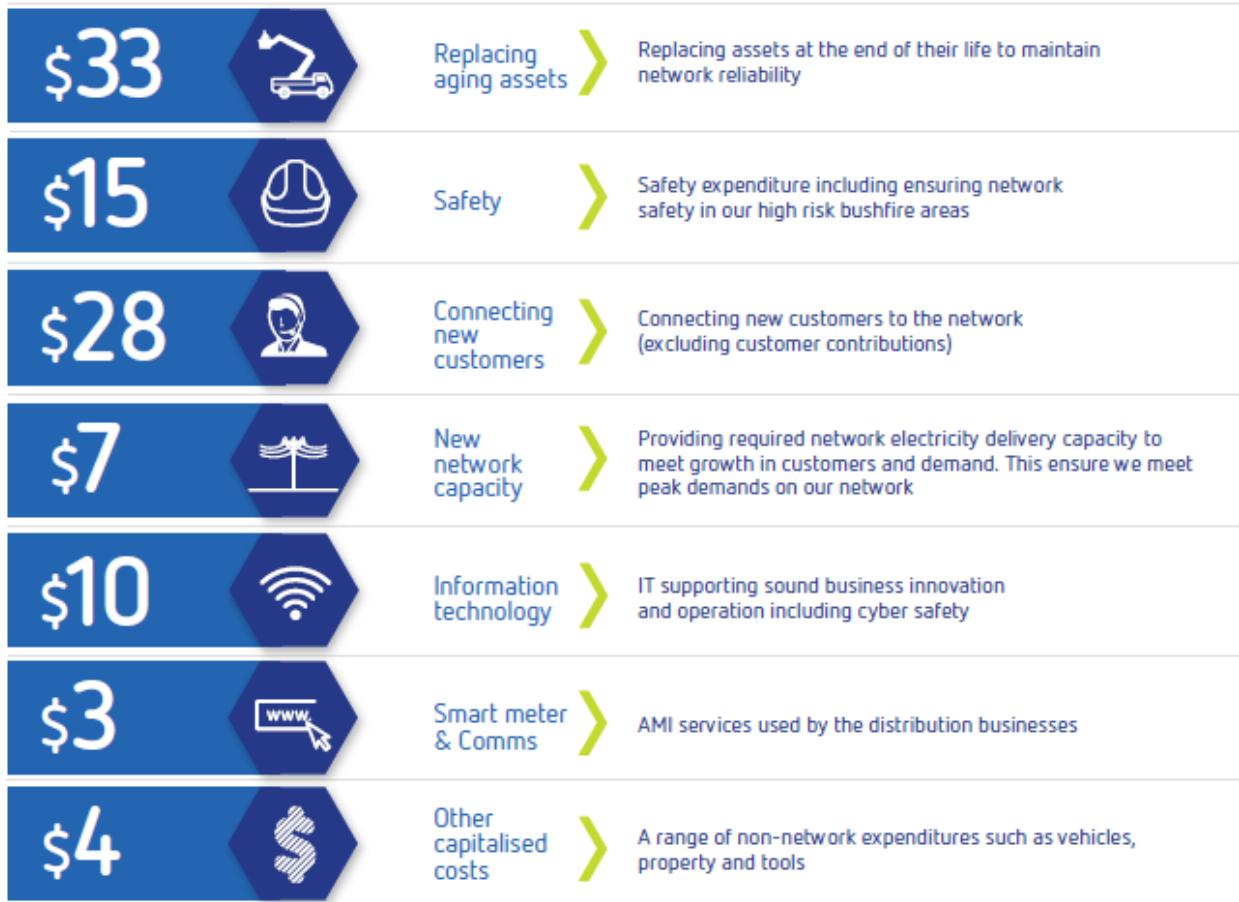 $33
Replacing
aging assets
Replacing assets at the end of their life to maintain
network reliability
$15
Safety
Safety expenditure including ensuring network
safety in our high risk bushfire areas
$28
Connecting
new
customers
Connecting new customers to the network
(excluding customer contributions)
$7
New
network
capacity
Providing required network electricity delivery capacity to
meet growth in customers and demand. This ensure we meet
peak demands on our network
$10
Information
technology
IT supporting sound business innovation
and operation including cyber safety
$3
www.
Smart meter
& Comms
AMI services used by the distribution businesses
$4
$
Other
capitalised
costs
A range of non-network expenditures such as vehicles,
property and tools